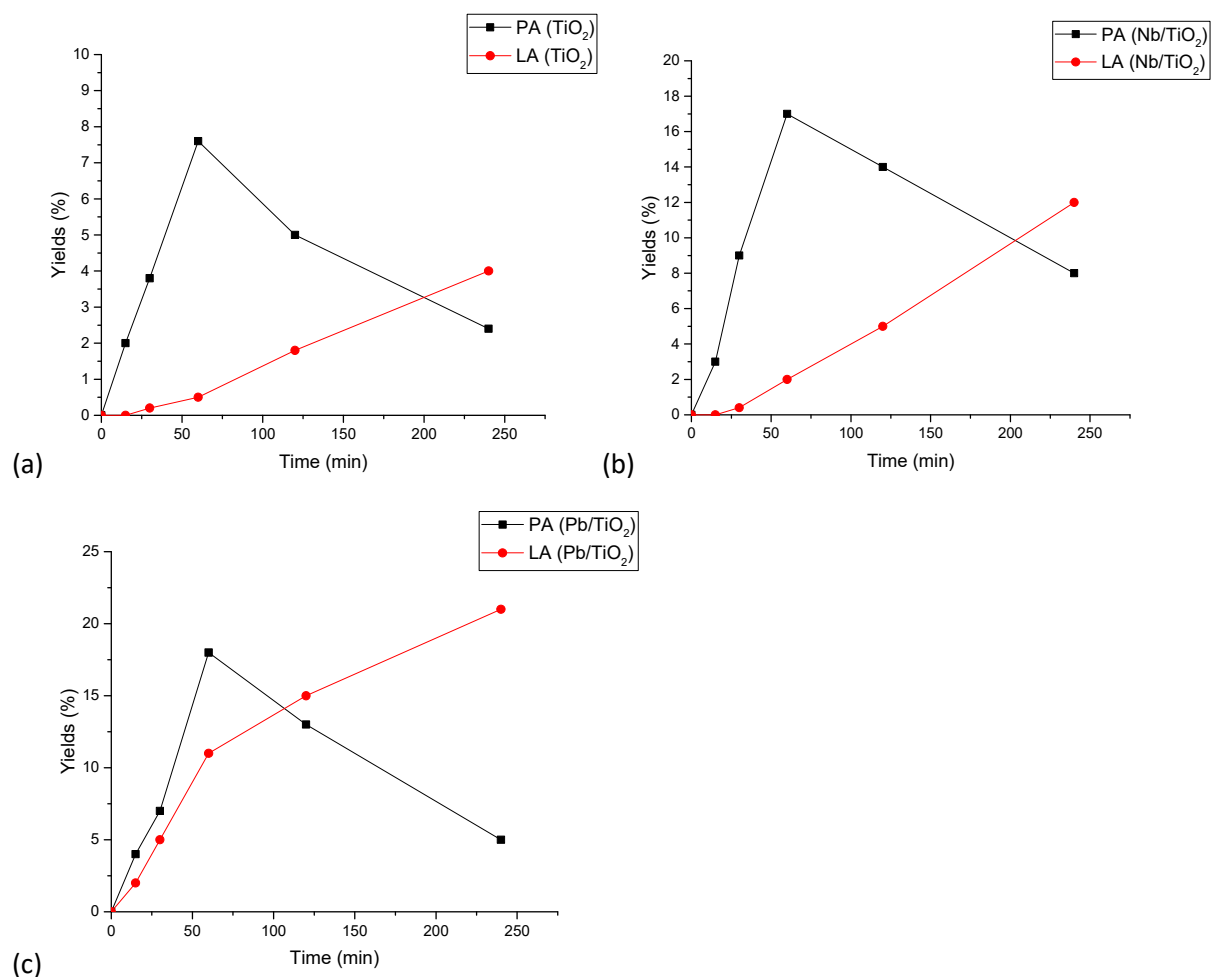 PA (TiO₂)
LA (TiO₂)
10
9
8
7
6
5
4
3
2
1
0
Yields (%)
0 50 100 150 200 250
Time (min)
(a)
PA (Nb/TiO₂)
LA (Nb/TiO₂)
20
18
16
14
12
10
8
6
4
2
0
Yields (%)
0 50 100 150 200 250
Time (min)
(b)
PA (Pb/TiO₂)
LA (Pb/TiO₂)
25
20
15
10
5
0
Yields (%)
0 50 100 150 200 250
Time (min)
(c)